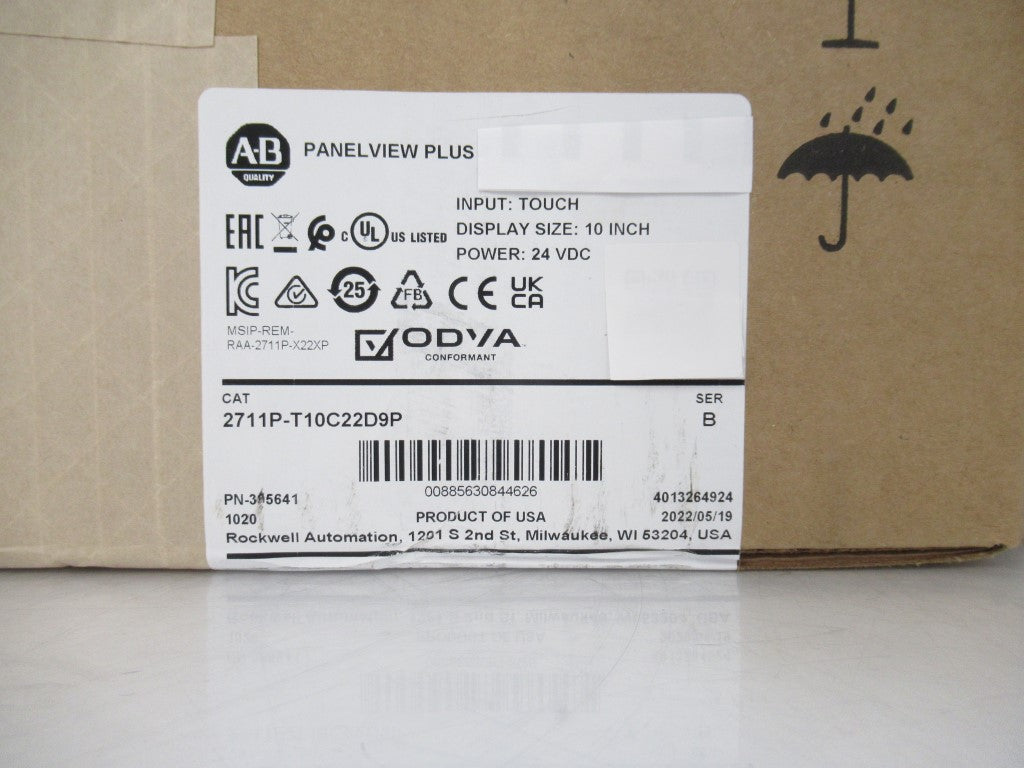 A-B
QUALITY
PANELVIEW PLUS
INPUT: TOUCH
DISPLAY SIZE: 10 INCH
POWER: 24 VDC
EAC
C UL US LISTED
25
FB
CE
UK
CA
MSIP-REM-
RAA-2711P-X22XP
ODVA
CONFORMANT
CAT
SER
2711P-T10C22D9P
B
00885630844626
4013264924
1020
PRODUCT OF USA
2022/05/19
Rockwell Automation, 1201 S 2nd St, Milwaukee, WI 53204, USA